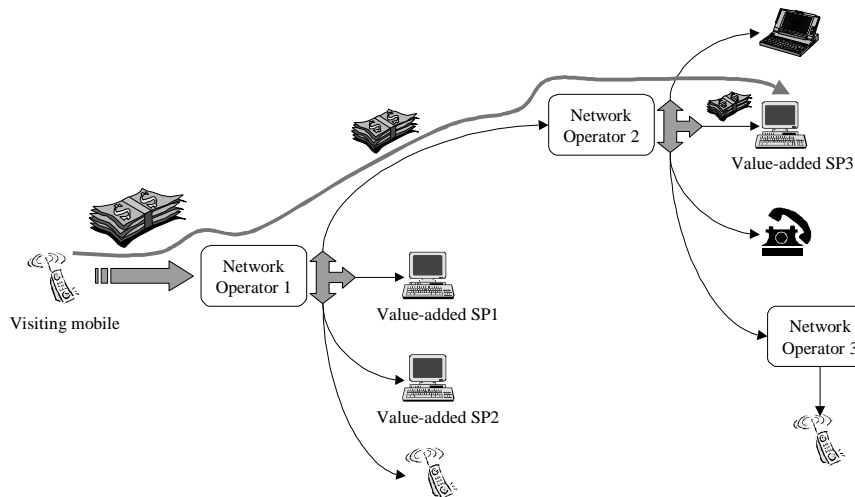 Network
Operator 2
Value-added SP3
Network
Operator 1
Visiting mobile
Value-added SP1
Network
Operator 3
Value-added SP2